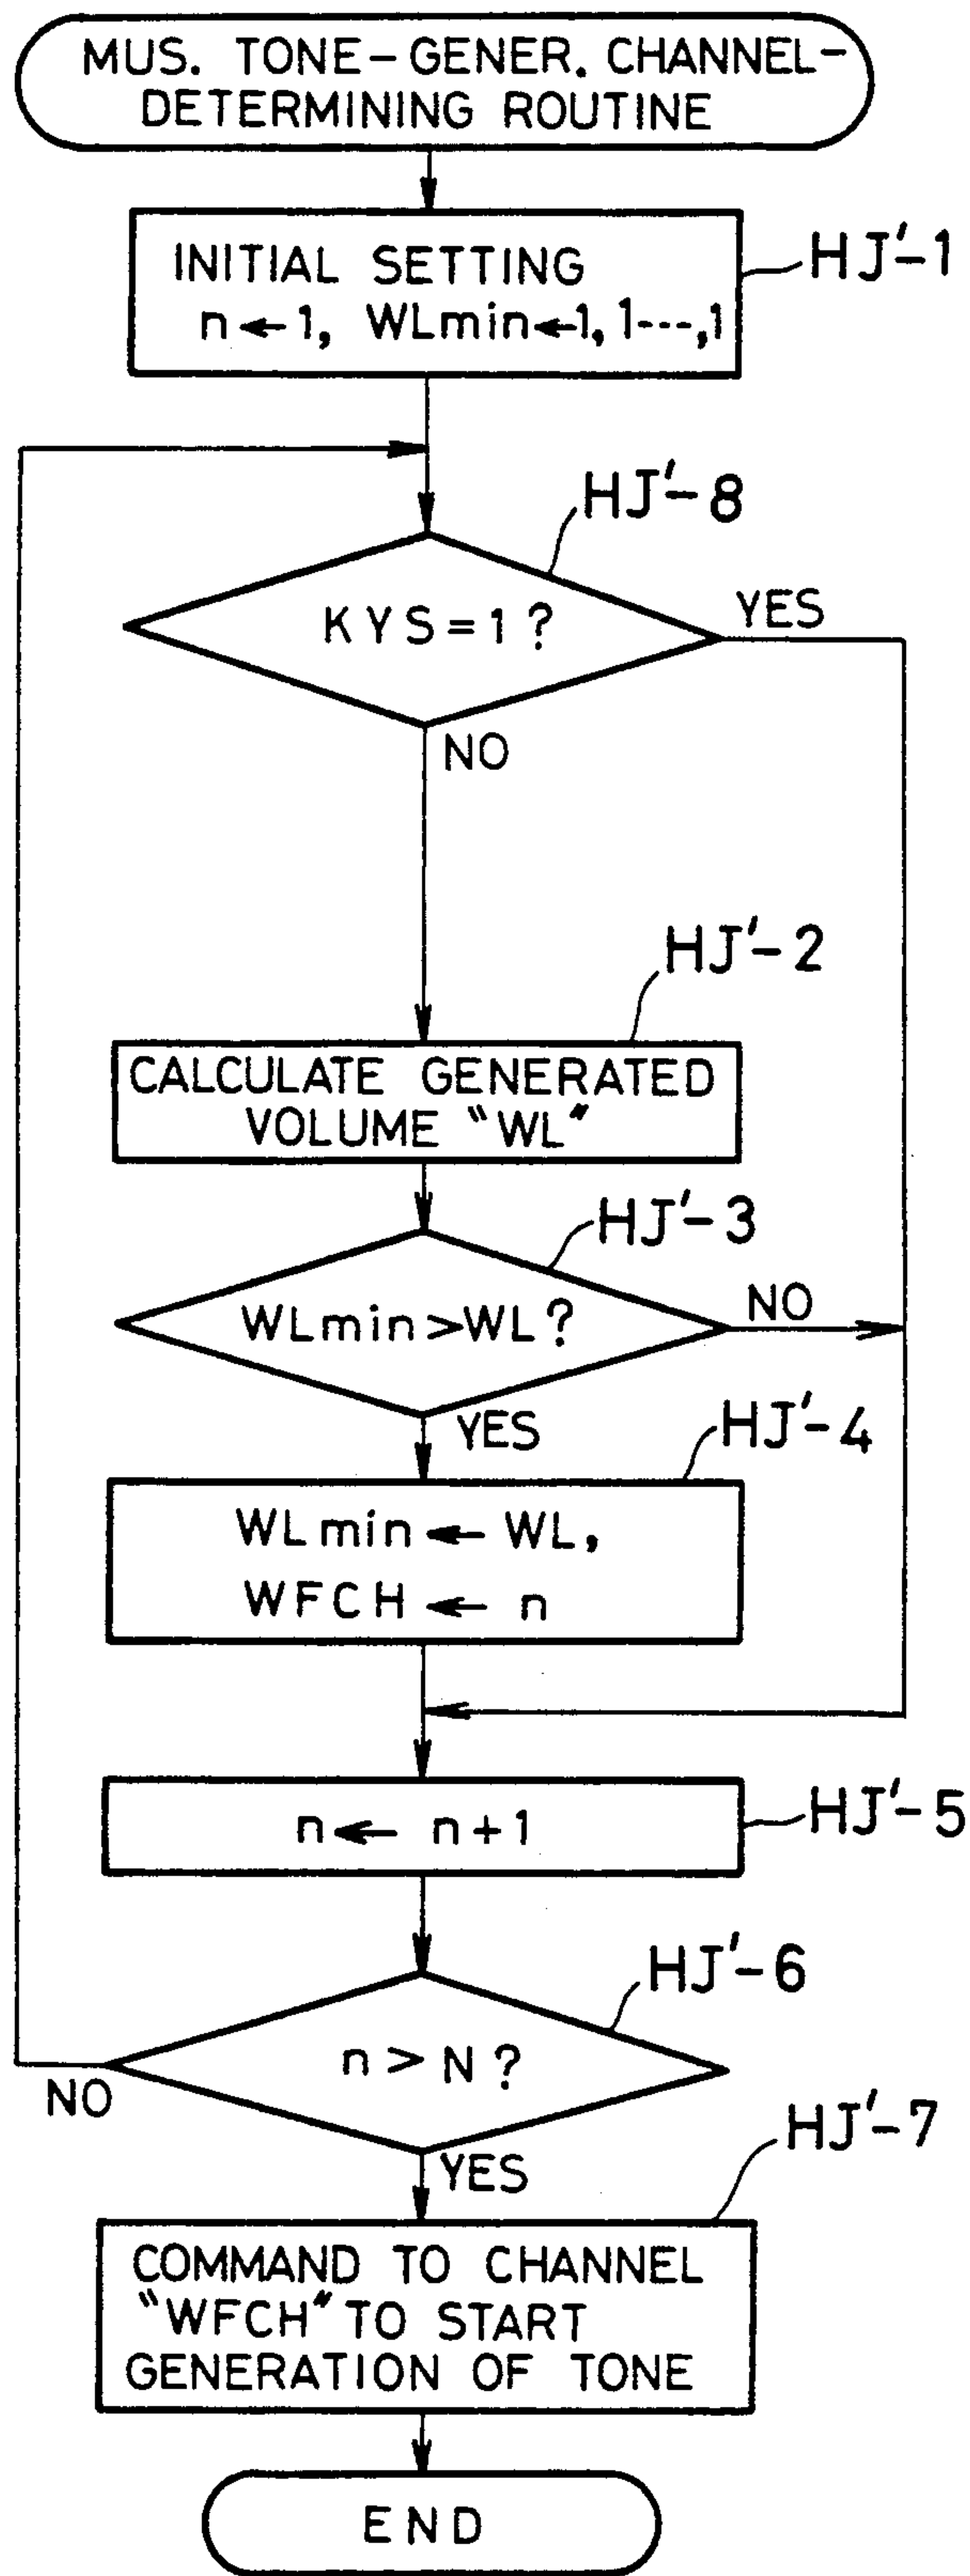 MUS. TONE-GENER. CHANNEL-
DETERMINING ROUTINE
INITIAL SETTING
n←1, WLmin←1, 1---,1
HJ'-1
HJ'-8
KYS=1?
YES
NO
HJ'-2
CALCULATE GENERATED
VOLUME "WL"
HJ'-3
WLmin>WL?
NO
YES
HJ'-4
WLmin ← WL,
WFCH ← n
HJ'-5
n← n+1
HJ'-6
n>N?
NO
YES
HJ'-7
COMMAND TO CHANNEL
"WFCH" TO START
GENERATION OF TONE
END